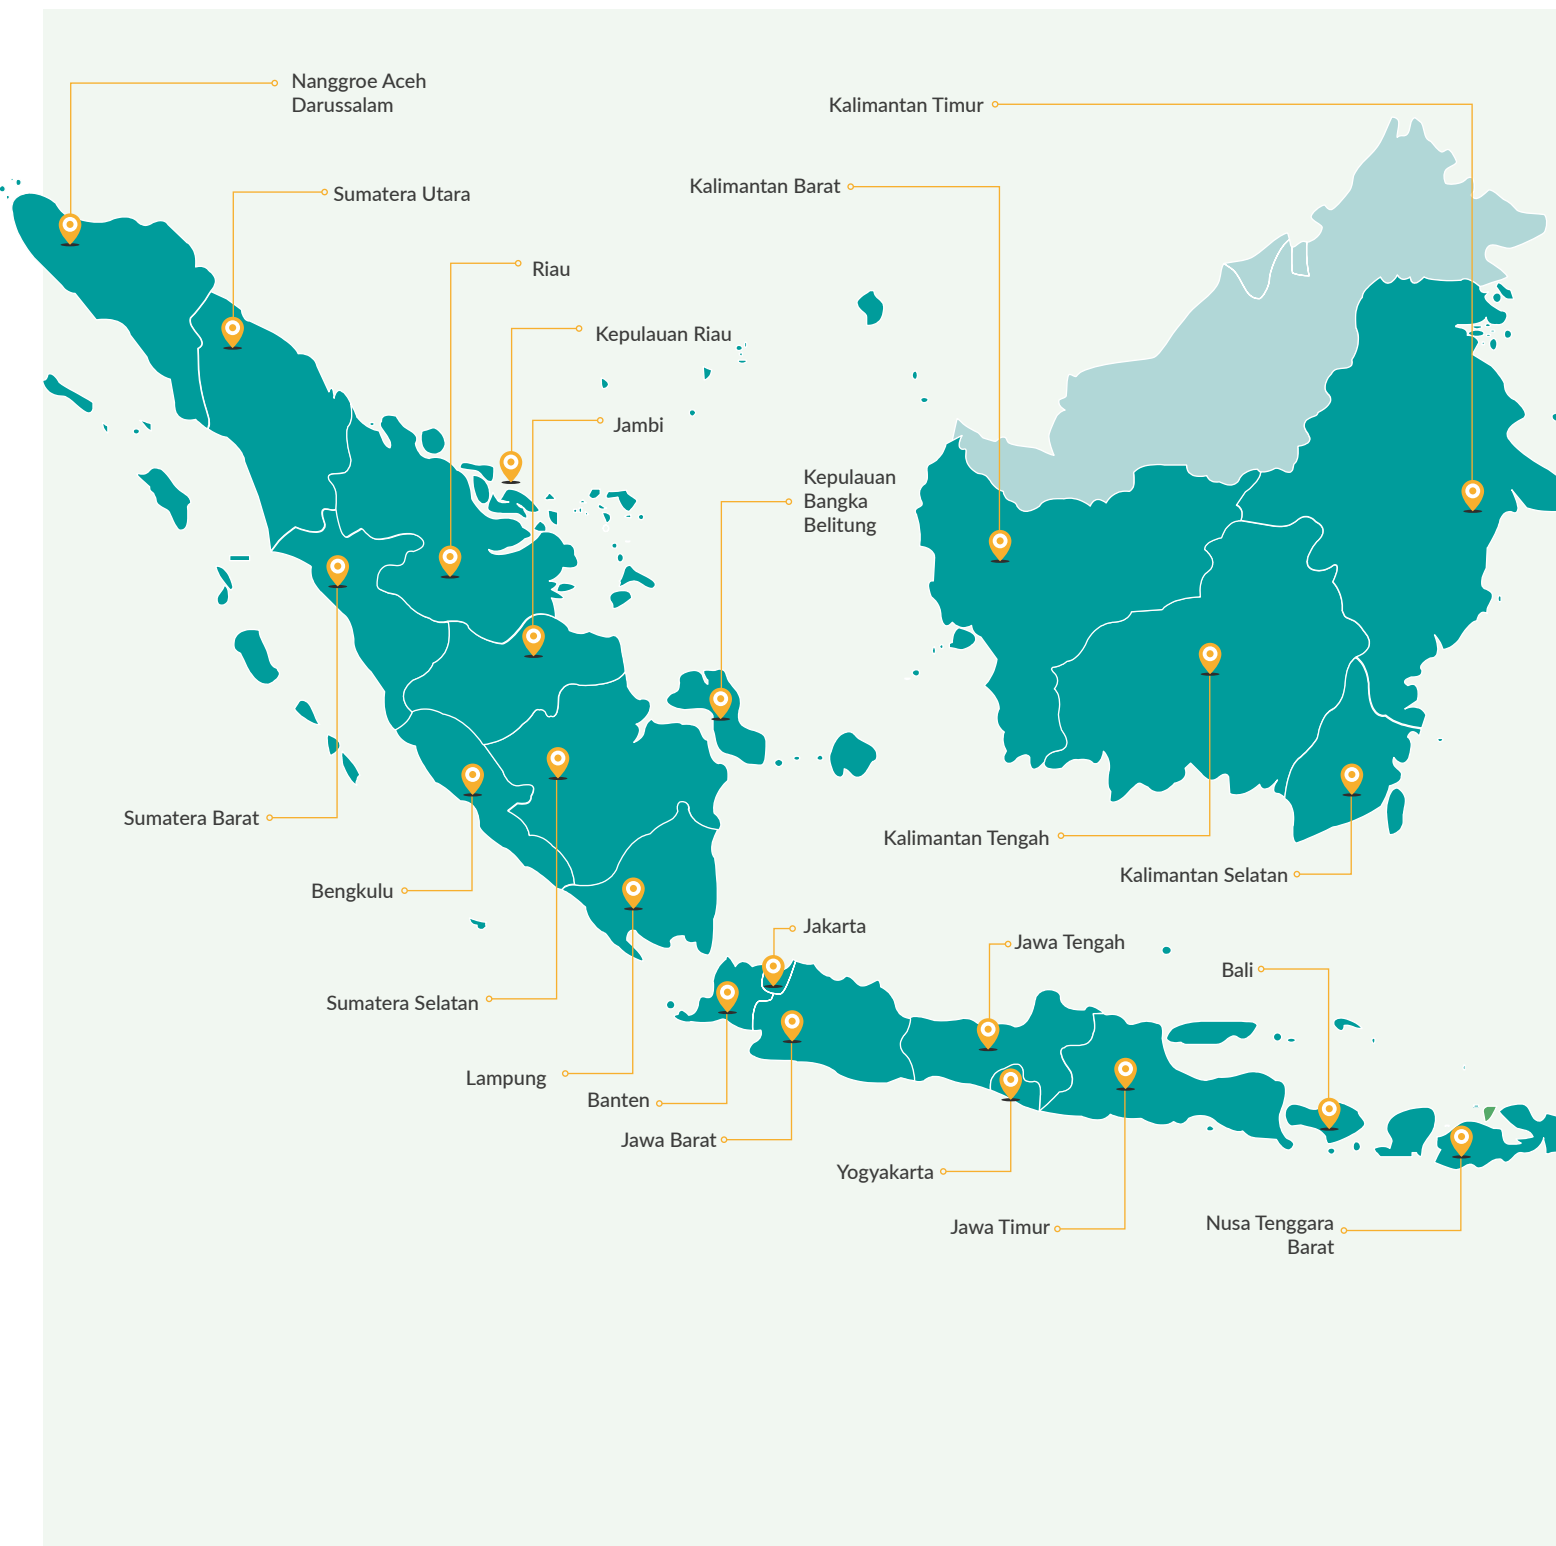 Nanggroe Aceh
Darussalam
Kalimantan Timur
Kalimantan Barat
Sumatera Utara
Riau
Kepulauan Riau
Jambi
Kepulauan
Bangka
Belitung
Sumatera Barat
Kalimantan Tengah
Kalimantan Selatan
Bengkulu
Jakarta
Jawa Tengah
Bali
Sumatera Selatan
Lampung
Banten
Jawa Barat
Yogyakarta
Jawa Timur
Nusa Tenggara
Barat